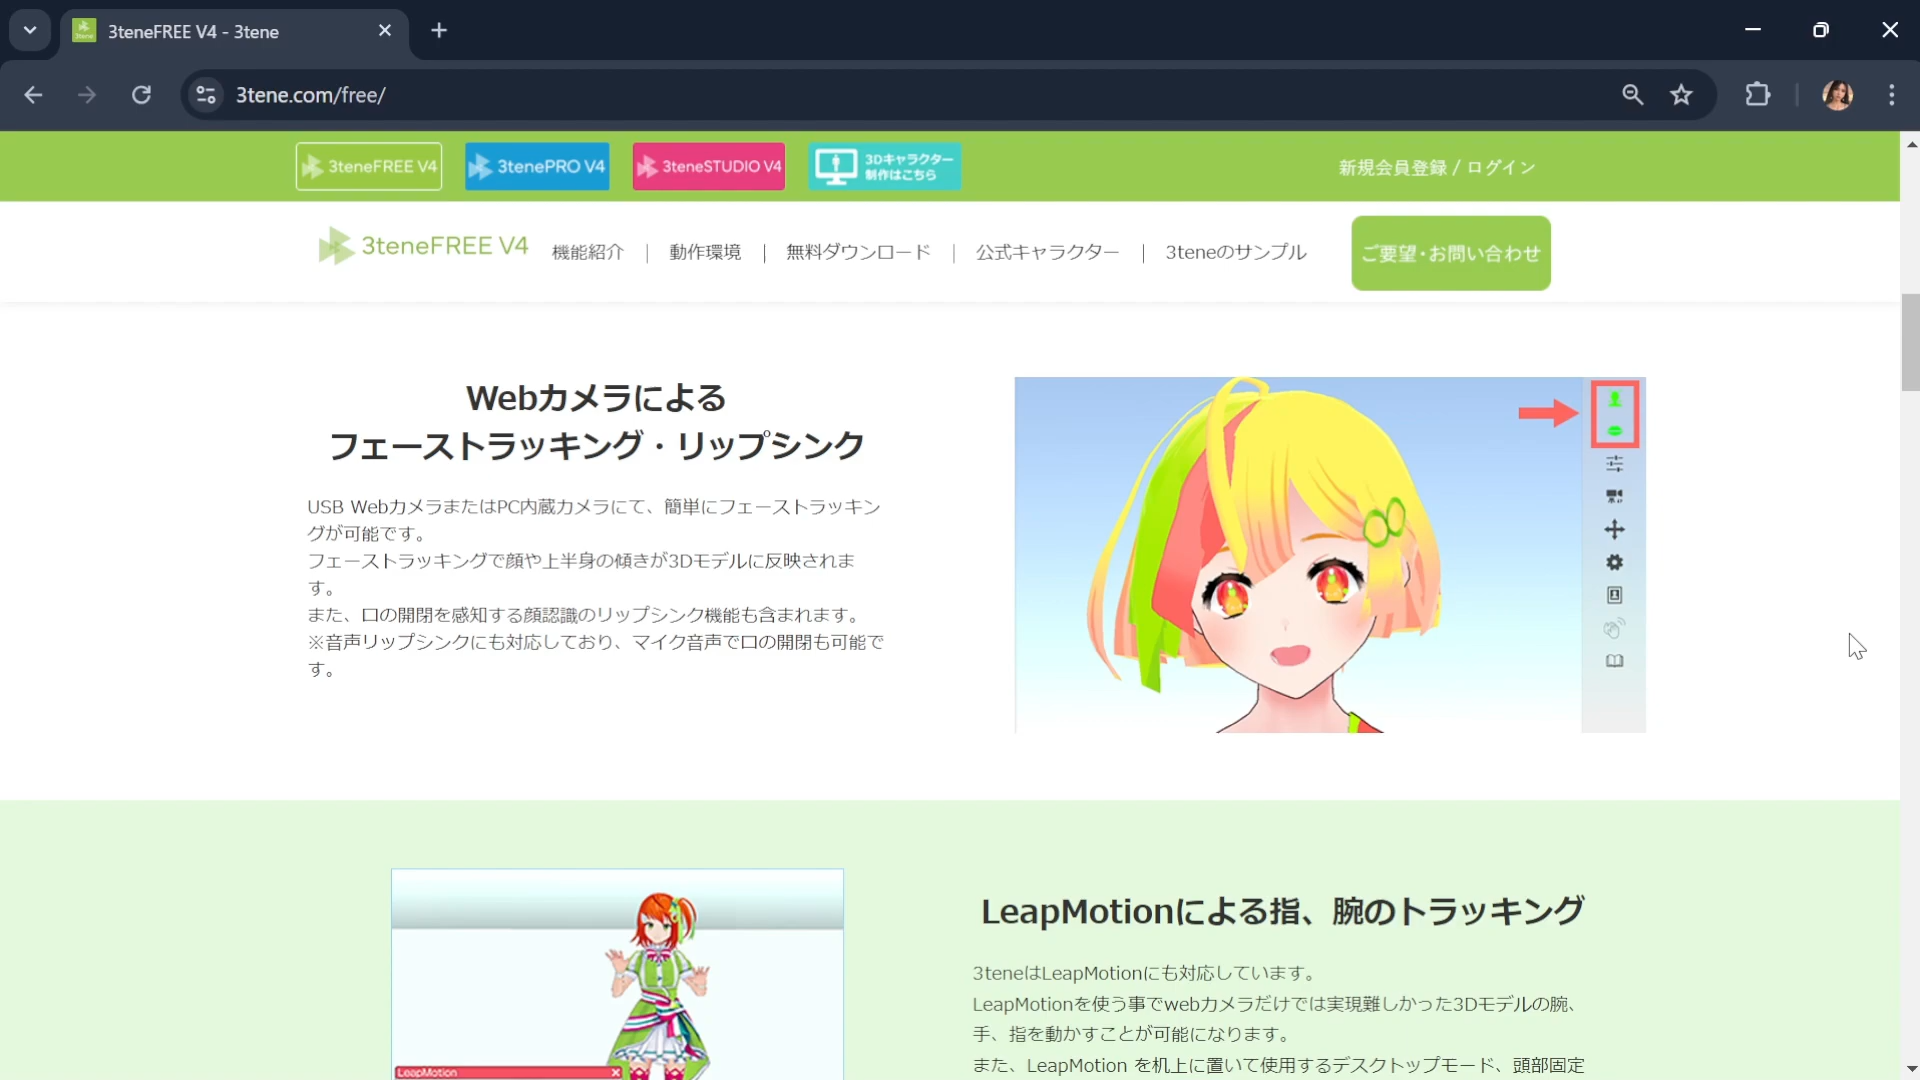 3teneFREE V4 - 3tene
3tene.com/free/
3teneFREE V4
3tenePRO V4
3teneSTUDIO V4
3Dキャラクター
制作はこちら
新規会員登録 / ログイン
3teneFREE V4
機能紹介 | 動作環境 | 無料ダウンロード | 公式キャラクター | 3teneのサンプル
ご要望・お問い合わせ
Webカメラによる
フェーストラッキング・リップシンク
USB WebカメラまたはPC内蔵カメラにて、簡単にフェーストラッキン
グが可能です。
フェーストラッキングで顔や上半身の傾きが3Dモデルに反映されま
す。
また、口の開閉を感知する顔認識のリップシンク機能も含まれます。
※音声リップシンクにも対応しており、マイク音声で口の開閉も可能で
す。
LeapMotion
LeapMotionによる指、腕のトラッキング
3teneはLeapMotionにも対応しています。
LeapMotionを使う事でwebカメラだけでは実現難しかった3Dモデルの腕、
手、指を動かすことが可能になります。
また、LeapMotion を机上に置いて使用するデスクトップモード、頭部固定